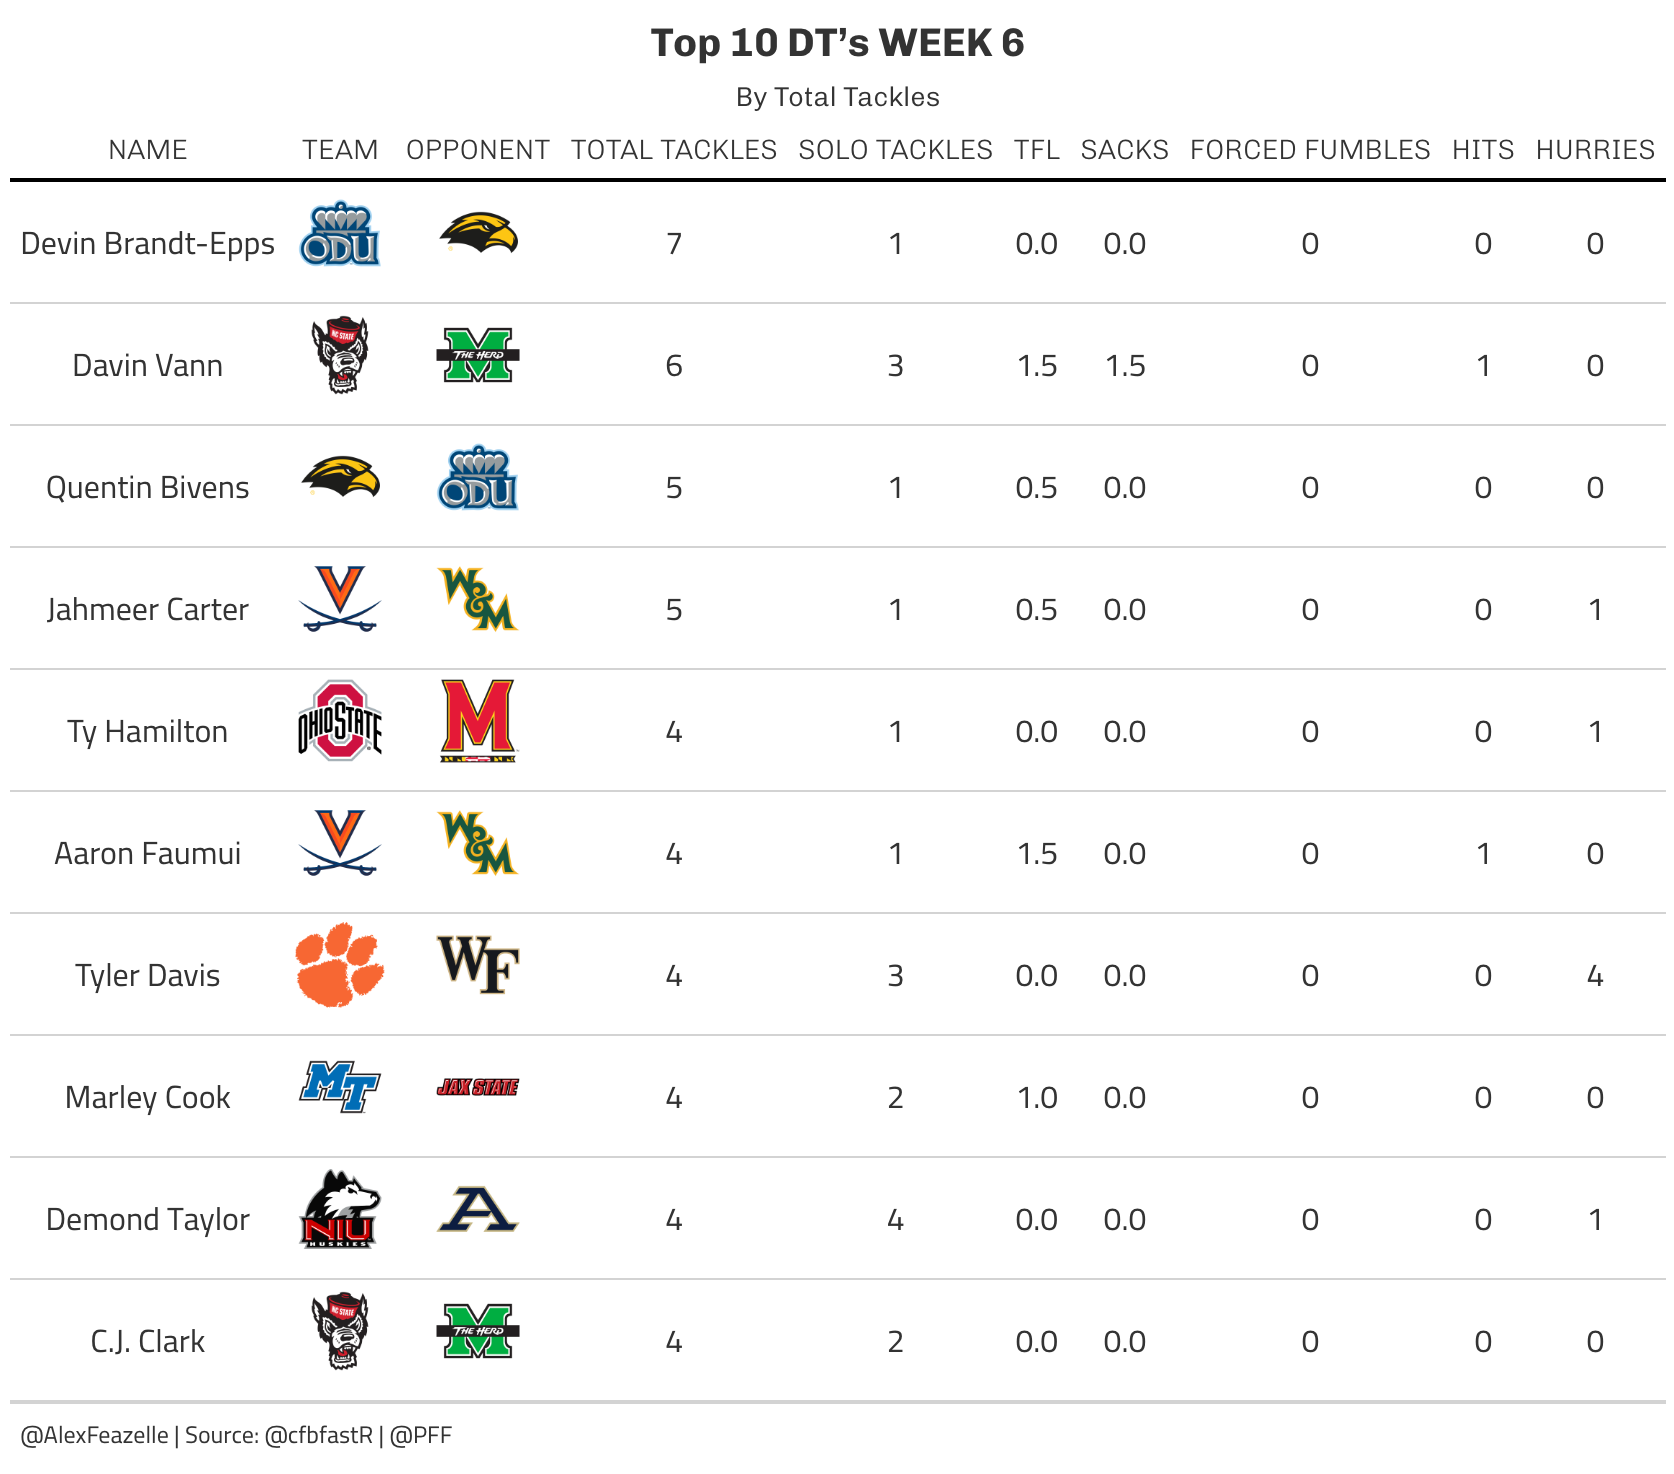 Top 10 DT’s WEEK 6
By Total Tackles
NAME TEAM OPPONENT TOTAL TACKLES SOLO TACKLES TFL SACKS FORCED FUMBLES HITS HURRIES
Devin Brandt-Epps ODU 7 1 0.0 0.0 0 0 0
Davin Vann NC STATE THE HERD M 6 3 1.5 1.5 0 1 0
Quentin Bivens ODU 5 1 0.5 0.0 0 0 0
Jahmeer Carter V W&M 5 1 0.5 0.0 0 0 1
Ty Hamilton OHIO STATE M 4 1 0.0 0.0 0 0 1
Aaron Faumui V W&M 4 1 1.5 0.0 0 1 0
Tyler Davis WF 4 3 0.0 0.0 0 0 4
Marley Cook MT JAX STATE 4 2 1.0 0.0 0 0 0
Demond Taylor NIU HUSKIES A 4 4 0.0 0.0 0 0 1
C.J. Clark NC STATE THE HERD M 4 2 0.0 0.0 0 0 0
@AlexFeazelle | Source: @cfbfastR | @PFF